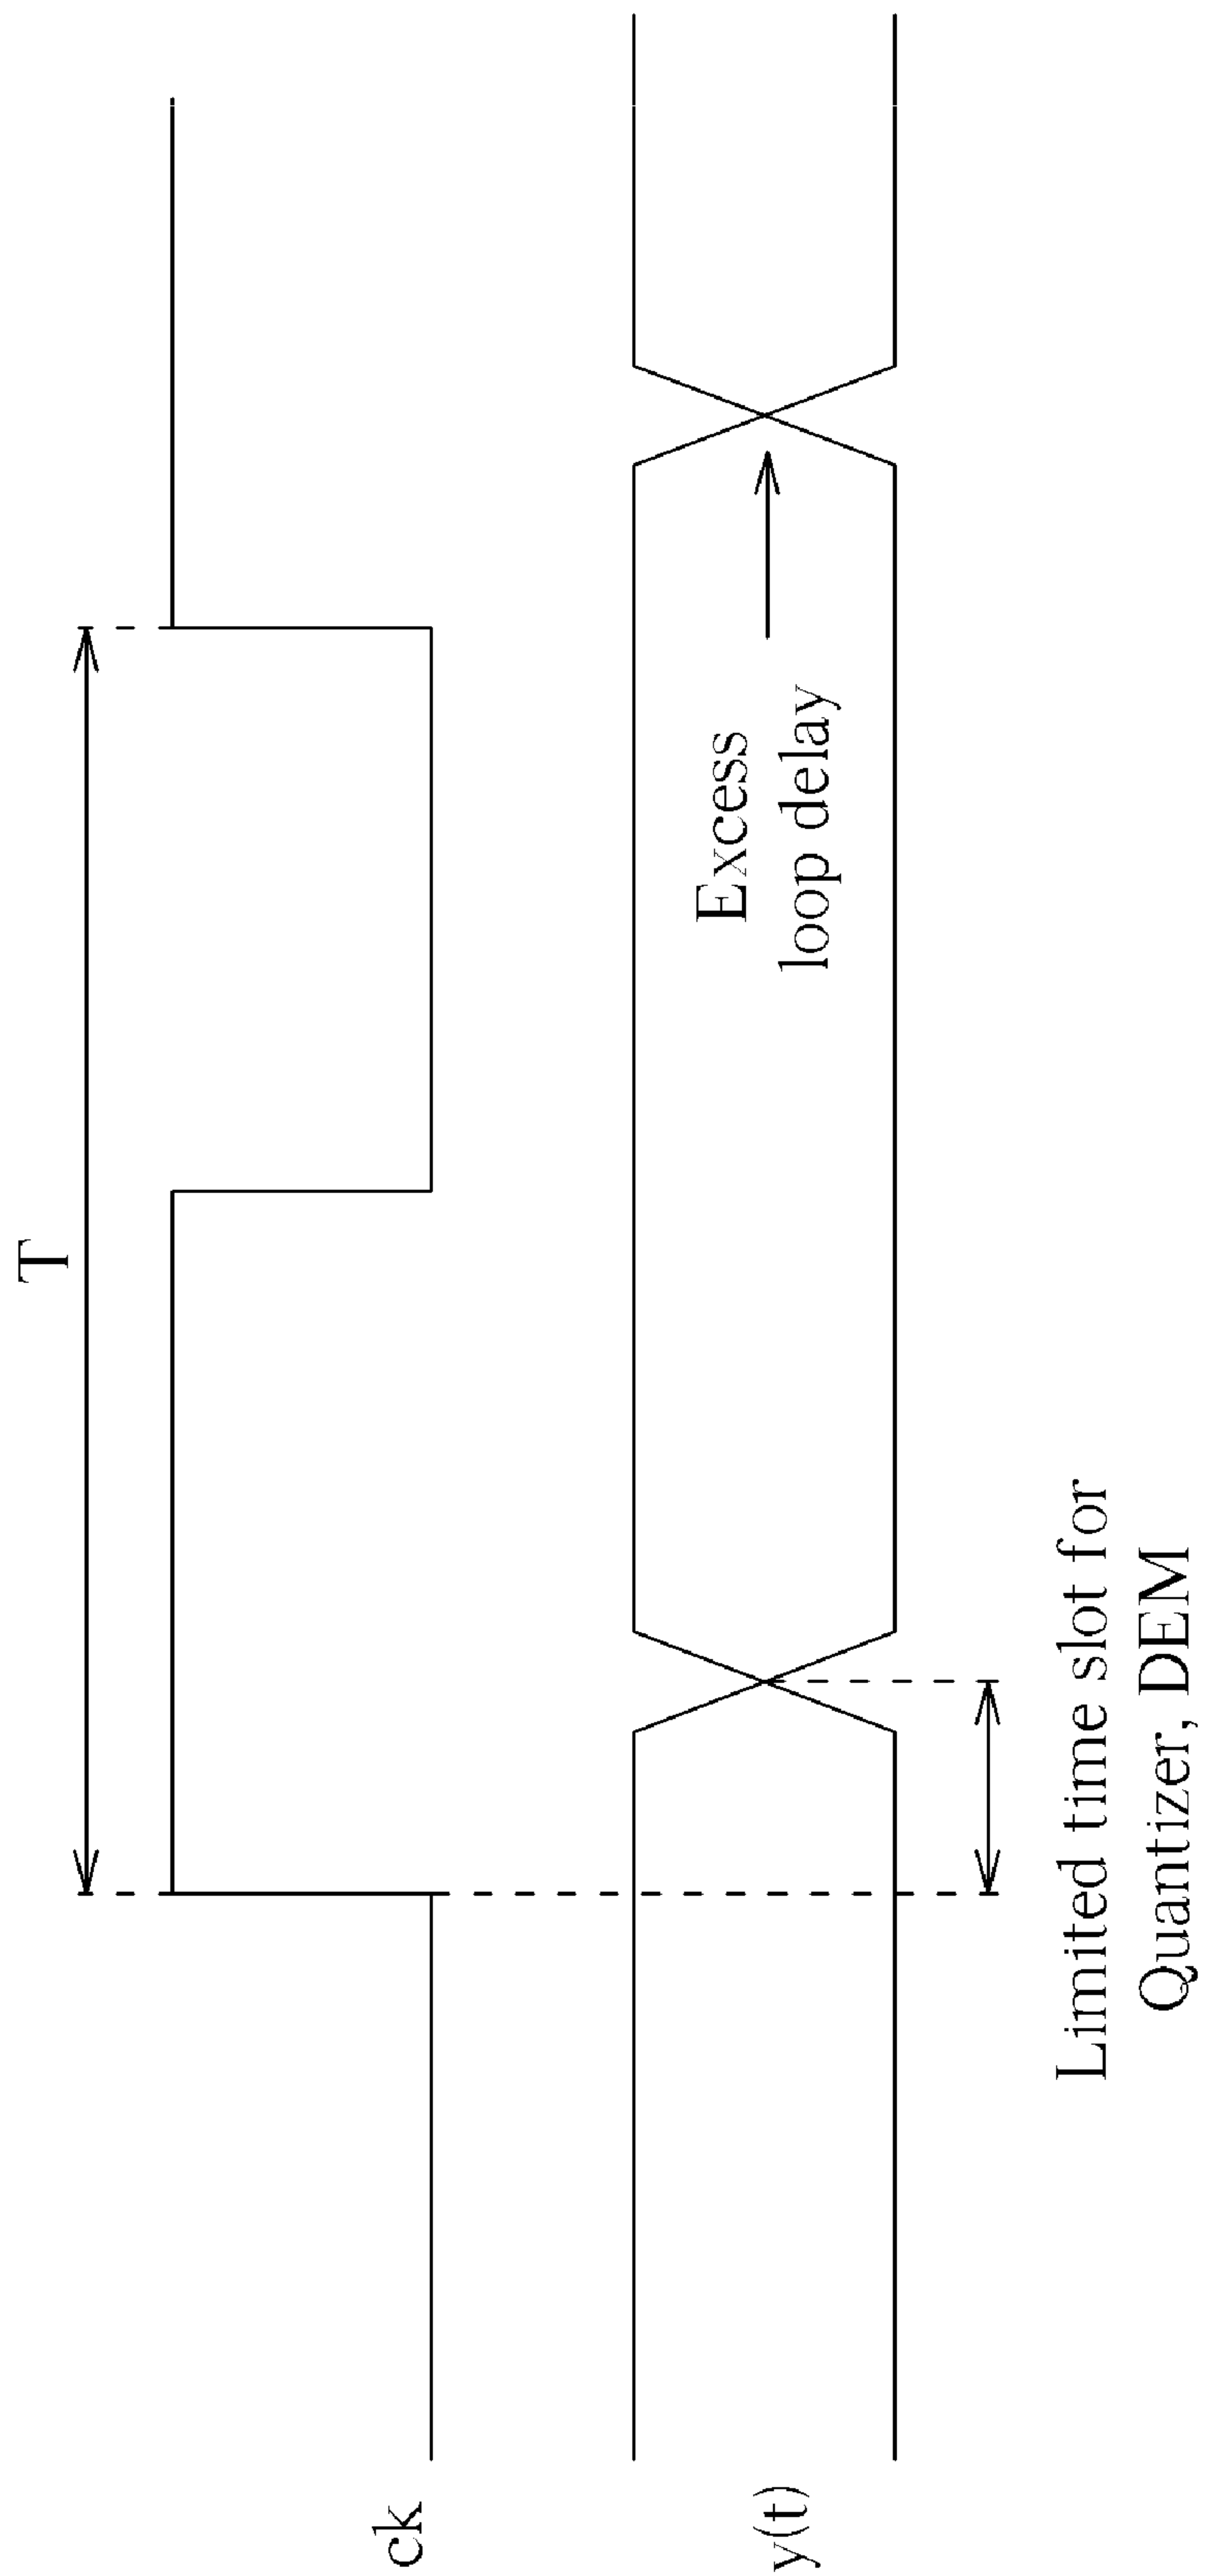 T
ck
y(t)
Excess
loop delay
Limited time slot for
Quantizer, DEM